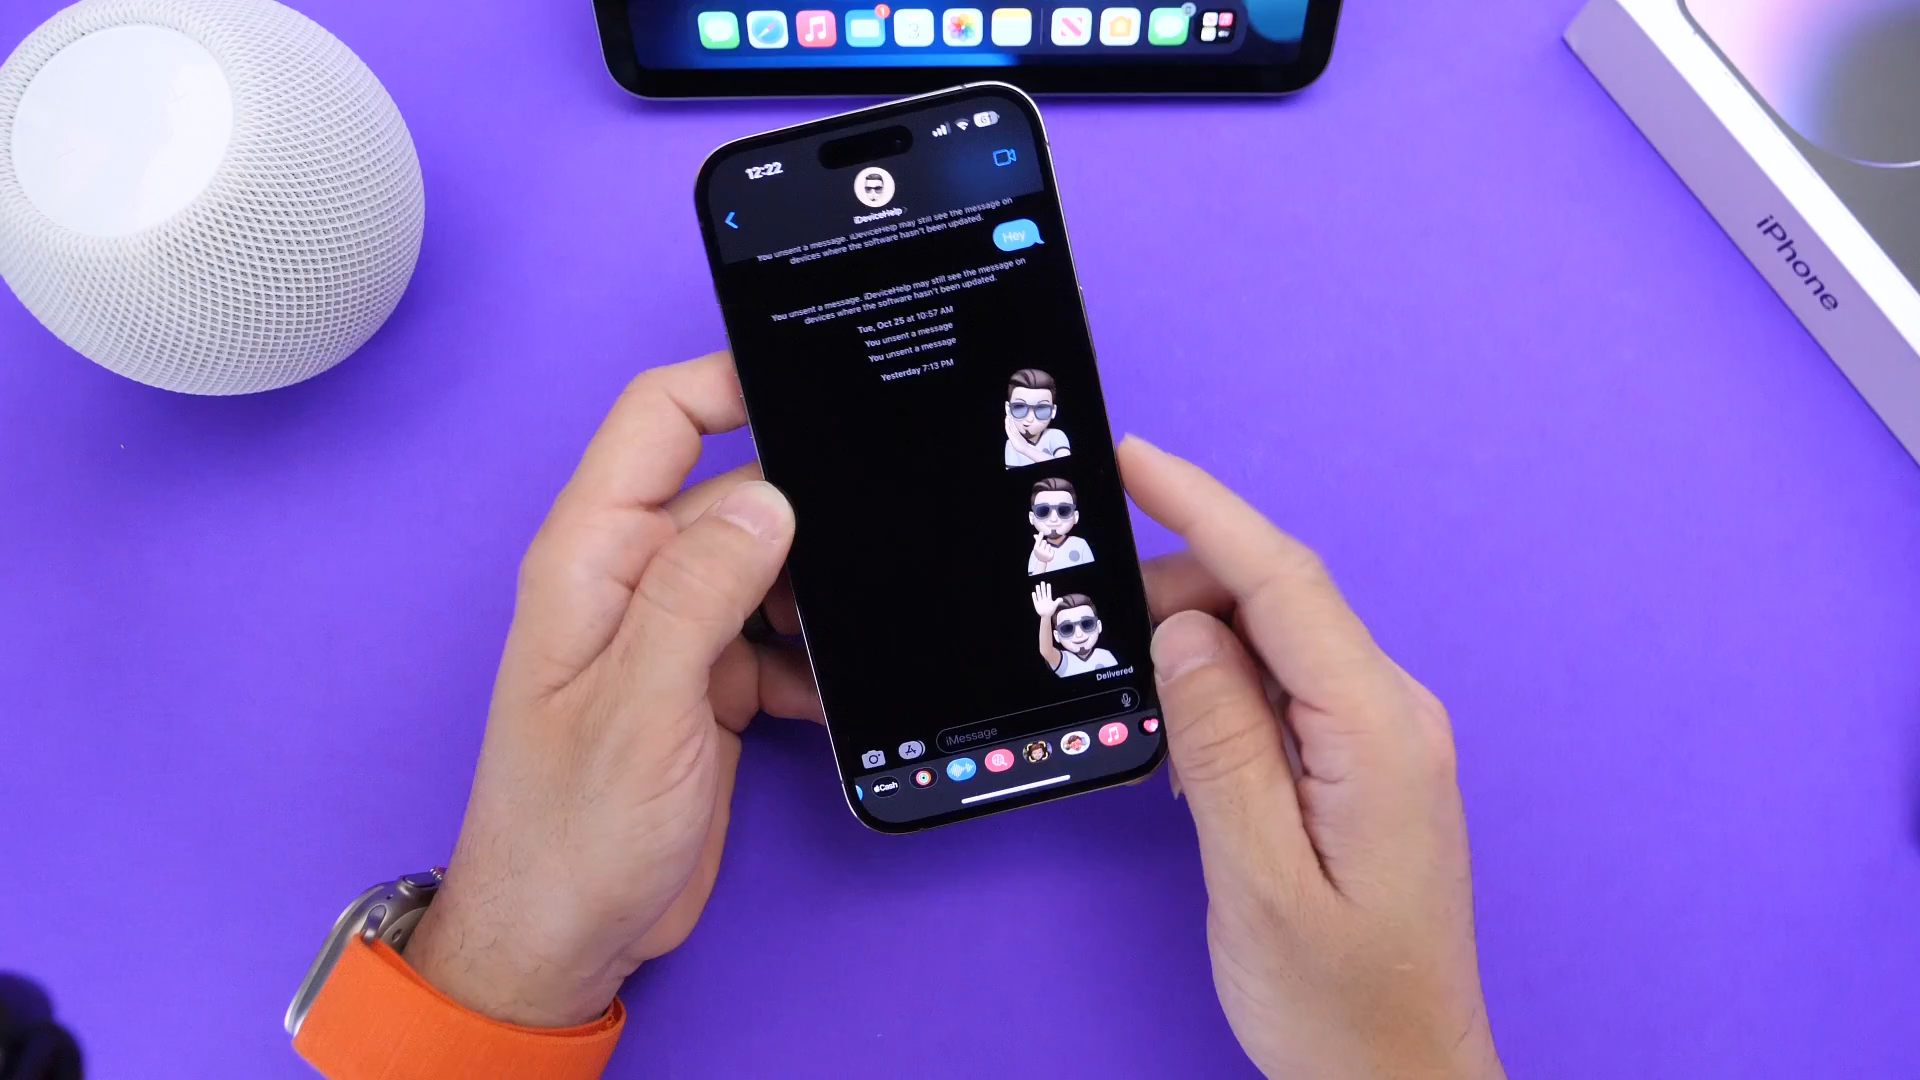 3
iPhone
12:22
61
iDeviceHelp
You unsent a message. iDeviceHelp may still see the message on
devices where the software hasn't been updated.
Hey
You unsent a message. iDeviceHelp may still see the message on
devices where the software hasn't been updated.
Tue, Oct 25 at 10:57 AM
You unsent a message
You unsent a message
Yesterday 7:13 PM
Delivered
iMessage
Cash